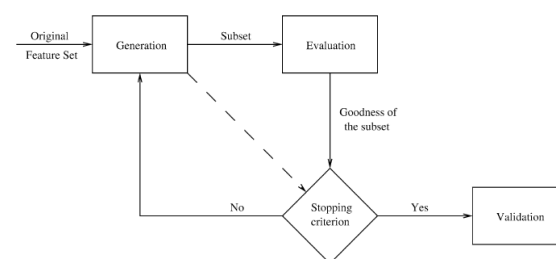 Original
Feature Set
Generation
Subset
Evaluation
Goodness of
the subset
Stopping
criterion
No
Yes
Validation